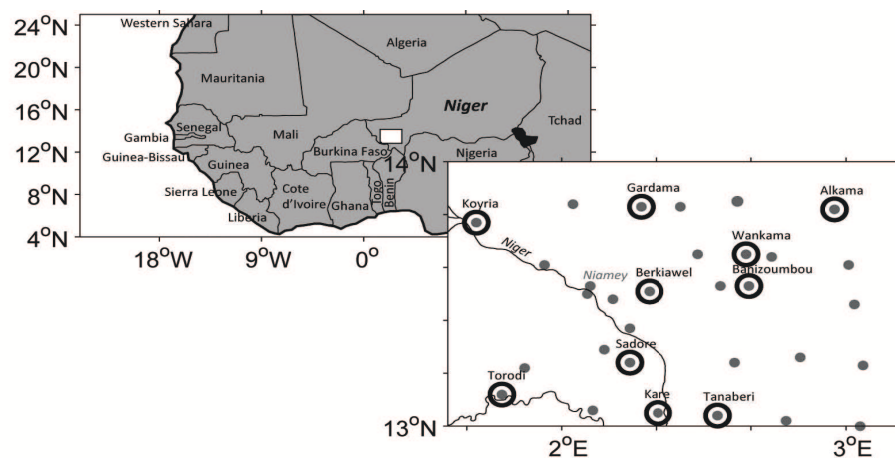 25°N
Western Sahara
Algeria
20°N
Mauritania
Niger
16°N
Tchad
Senegal
Mali
Gambia
12°N
Burkina Faso
14°N
Nigeria
Guinea-Bissau
Guinea
Sierra Leone
Cote
d'Ivoire
Ghana
Togo
Benin
8°N
Liberia
4°N
18°W
9°W
0°
Koyria
Gardama
Alkama
Niger
Wankama
Niamey
Berkiawel
Banizoumbou
Sadore
Torodi
Kare
Tanaberi
13°N
2°E
3°E